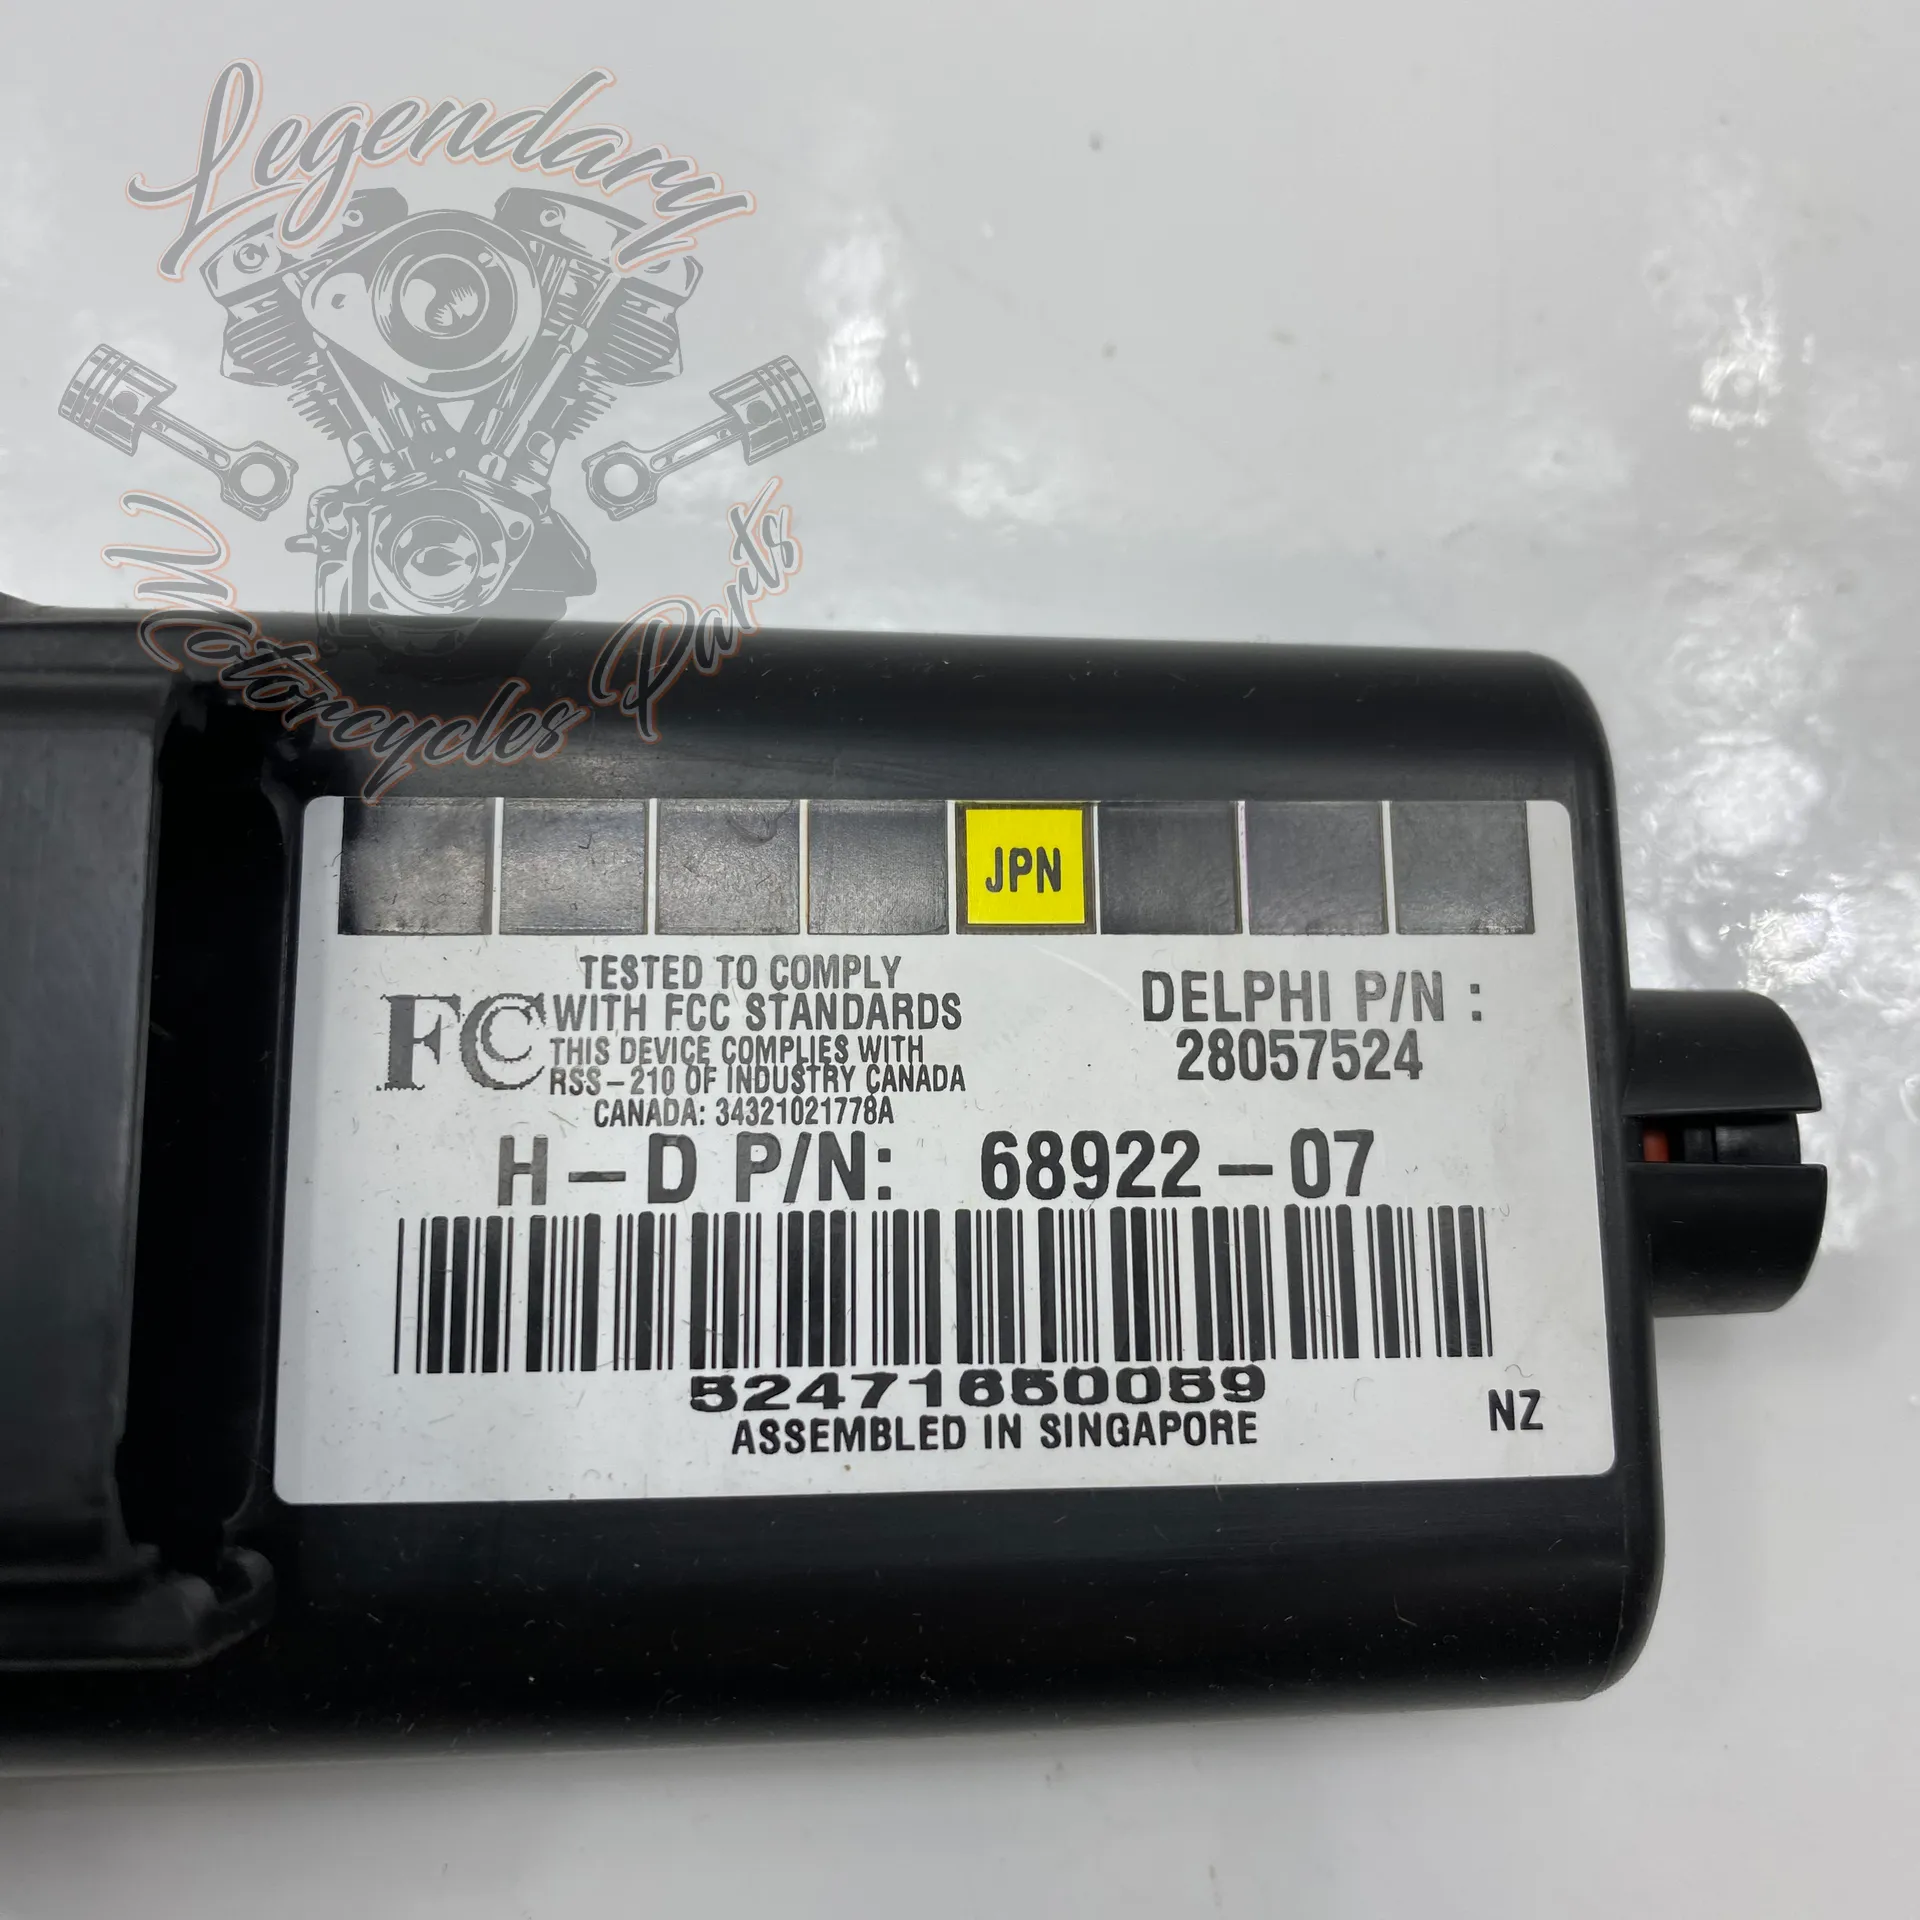 Legendary
Motorcycles Parts
JPN
TESTED TO COMPLY
FC WITH FCC STANDARDS
THIS DEVICE COMPLIES WITH
RSS-210 OF INDUSTRY CANADA
CANADA: 34321021778A
DELPHI P/N :
28057524
H-D P/N: 68922-07
52471650059
ASSEMBLED IN SINGAPORE
NZ